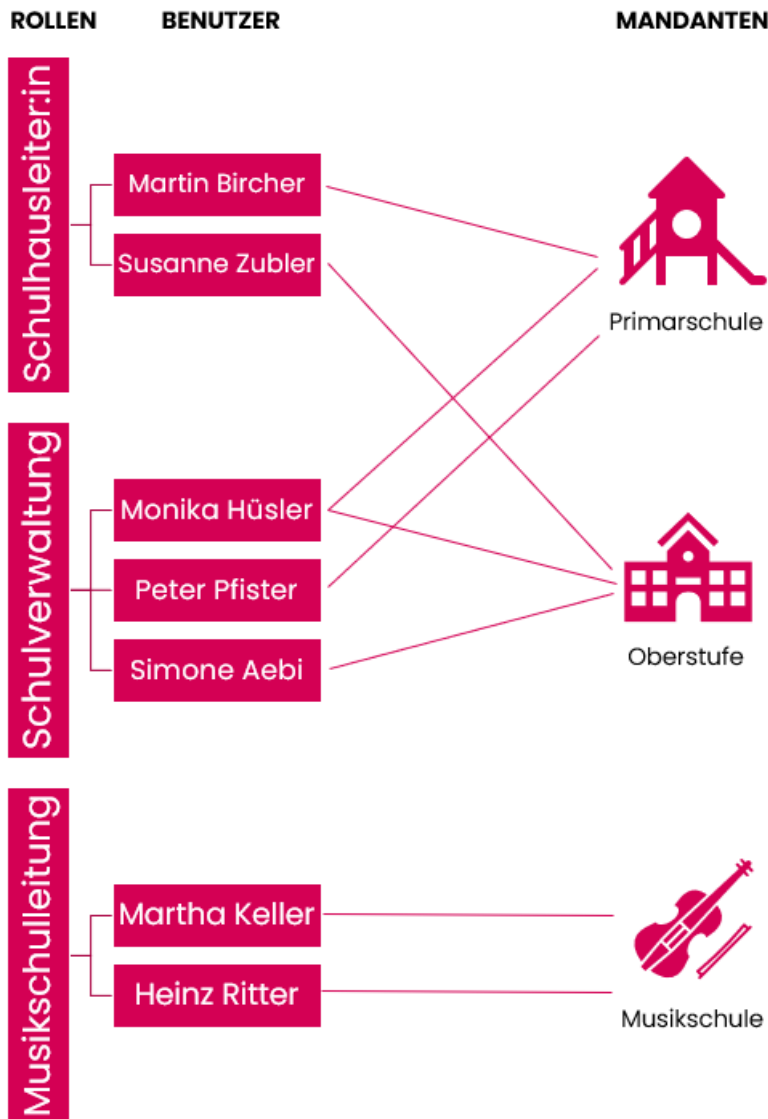 ROLLEN BENUTZER MANDANTEN
Schulhausleiter:in
Martin Bircher
Susanne Zubler
Primarschule
Schulverwaltung
Monika Hüsler
Peter Pfister
Simone Aebi
Oberstufe
Musikschulleitung
Martha Keller
Heinz Ritter
Musikschule